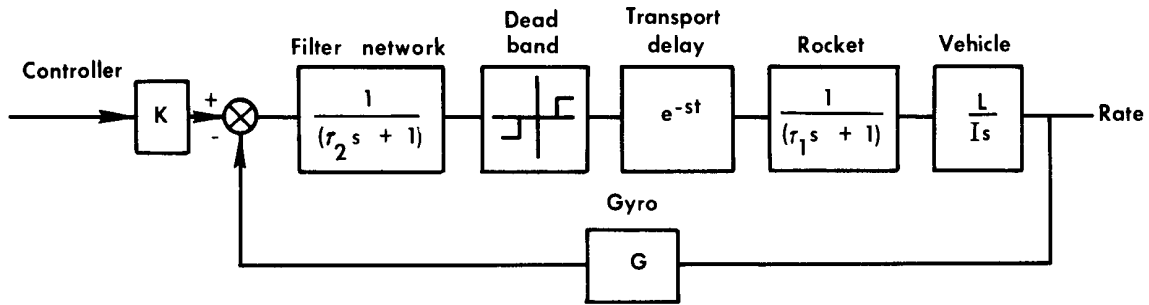 Controller
K
+
-
Filter network
1
(τ₂s + 1)
Dead
band
Transport
delay
e⁻ˢᵗ
Rocket
1
(τ₁s + 1)
Vehicle
L
Is
Rate
Gyro
G